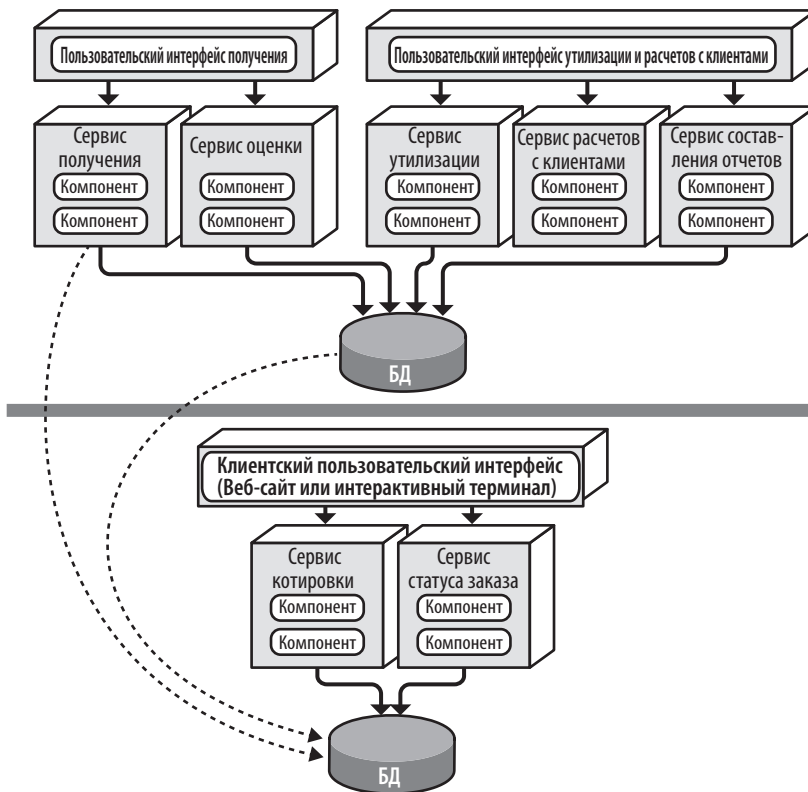 Пользовательский интерфейс получения
Пользовательский интерфейс утилизации и расчетов с клиентами
Сервис
получения
Компонент
Компонент
Сервис оценки
Компонент
Компонент
Сервис
утилизации
Компонент
Компонент
Сервис расчетов
с клиентами
Компонент
Компонент
Сервис состав-
ления отчетов
Компонент
Компонент
БД
Клиентский пользовательский интерфейс
(Веб-сайт или интерактивный терминал)
Сервис
котировки
Компонент
Компонент
Сервис
статуса заказа
Компонент
Компонент
БД